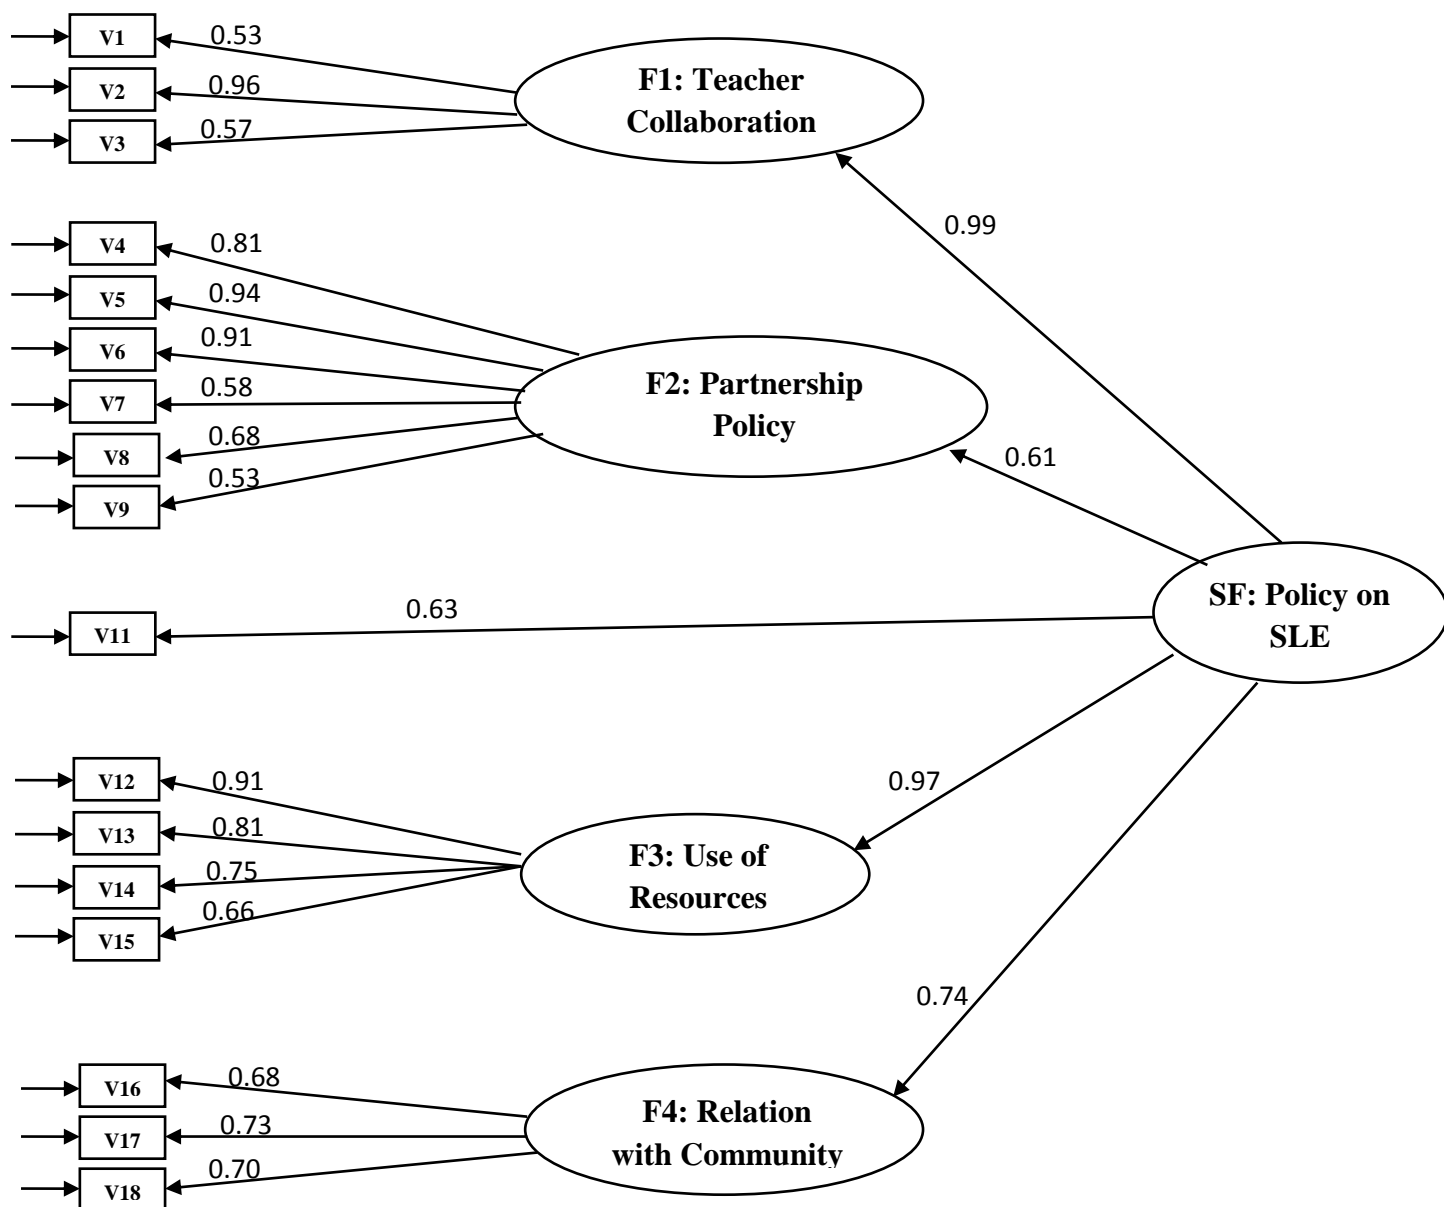 V1
0.53
V2
0.96
V3
0.57
F1: Teacher
Collaboration
0.99
V4
0.81
V5
0.94
V6
0.91
V7
0.58
V8
0.68
V9
0.53
F2: Partnership
Policy
0.61
V11
0.63
SF: Policy on
SLE
V12
0.91
V13
0.81
V14
0.75
V15
0.66
F3: Use of
Resources
0.97
0.74
V16
0.68
V17
0.73
V18
0.70
F4: Relation
with Community